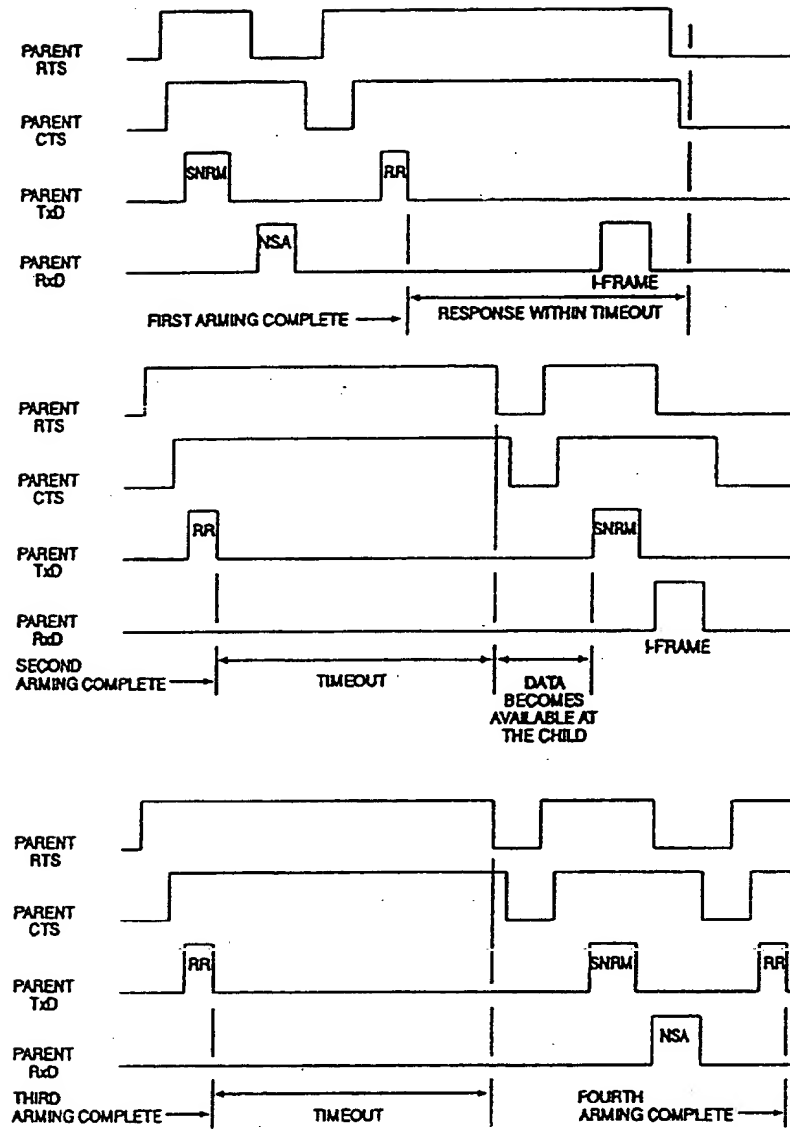 PARENT
RTS
PARENT
CTS
SNRM
RR
PARENT
TxD
NSA
PARENT
RxD
I-FRAME
FIRST ARMING COMPLETE
RESPONSE WITHIN TIMEOUT
PARENT
RTS
PARENT
CTS
RR
SNRM
PARENT
TxD
PARENT
RxD
I-FRAME
SECOND
ARMING COMPLETE
TIMEOUT
DATA
BECOMES
AVAILABLE AT
THE CHILD
PARENT
RTS
PARENT
CTS
RR
SNRM
RR
PARENT
TxD
NSA
PARENT
RxD
THIRD
ARMING COMPLETE
TIMEOUT
FOURTH
ARMING COMPLETE